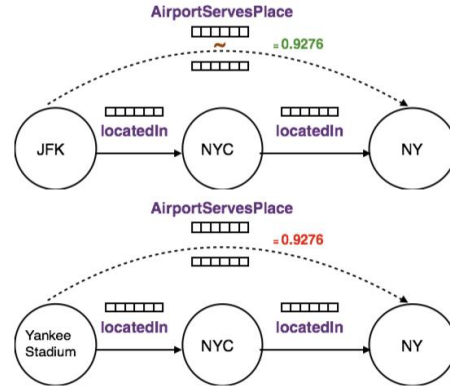 AirportServesPlace
~
= 0.9276
locatedIn
locatedIn
JFK
NYC
NY
AirportServesPlace
= 0.9276
locatedIn
locatedIn
Yankee
Stadium
NYC
NY